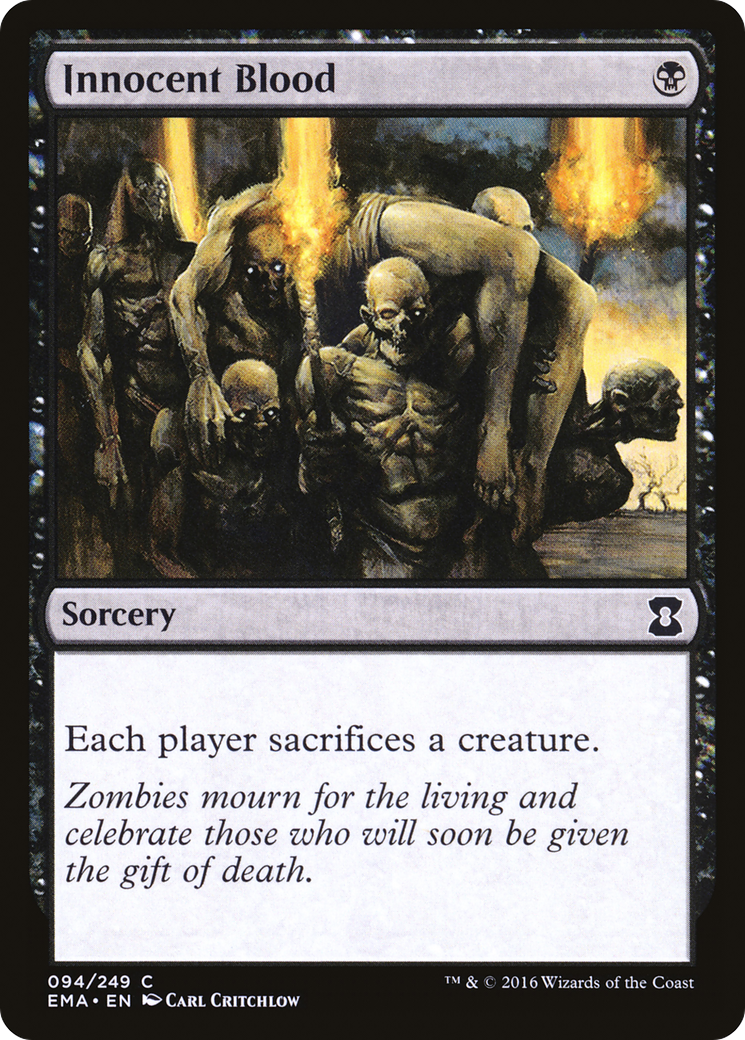 Innocent Blood
Sorcery
Each player sacrifices a creature.
Zombies mourn for the living and
celebrate those who will soon be given
the gift of death.
094/249 C
EMA • EN Carl Critchlow
™ & © 2016 Wizards of the Coast